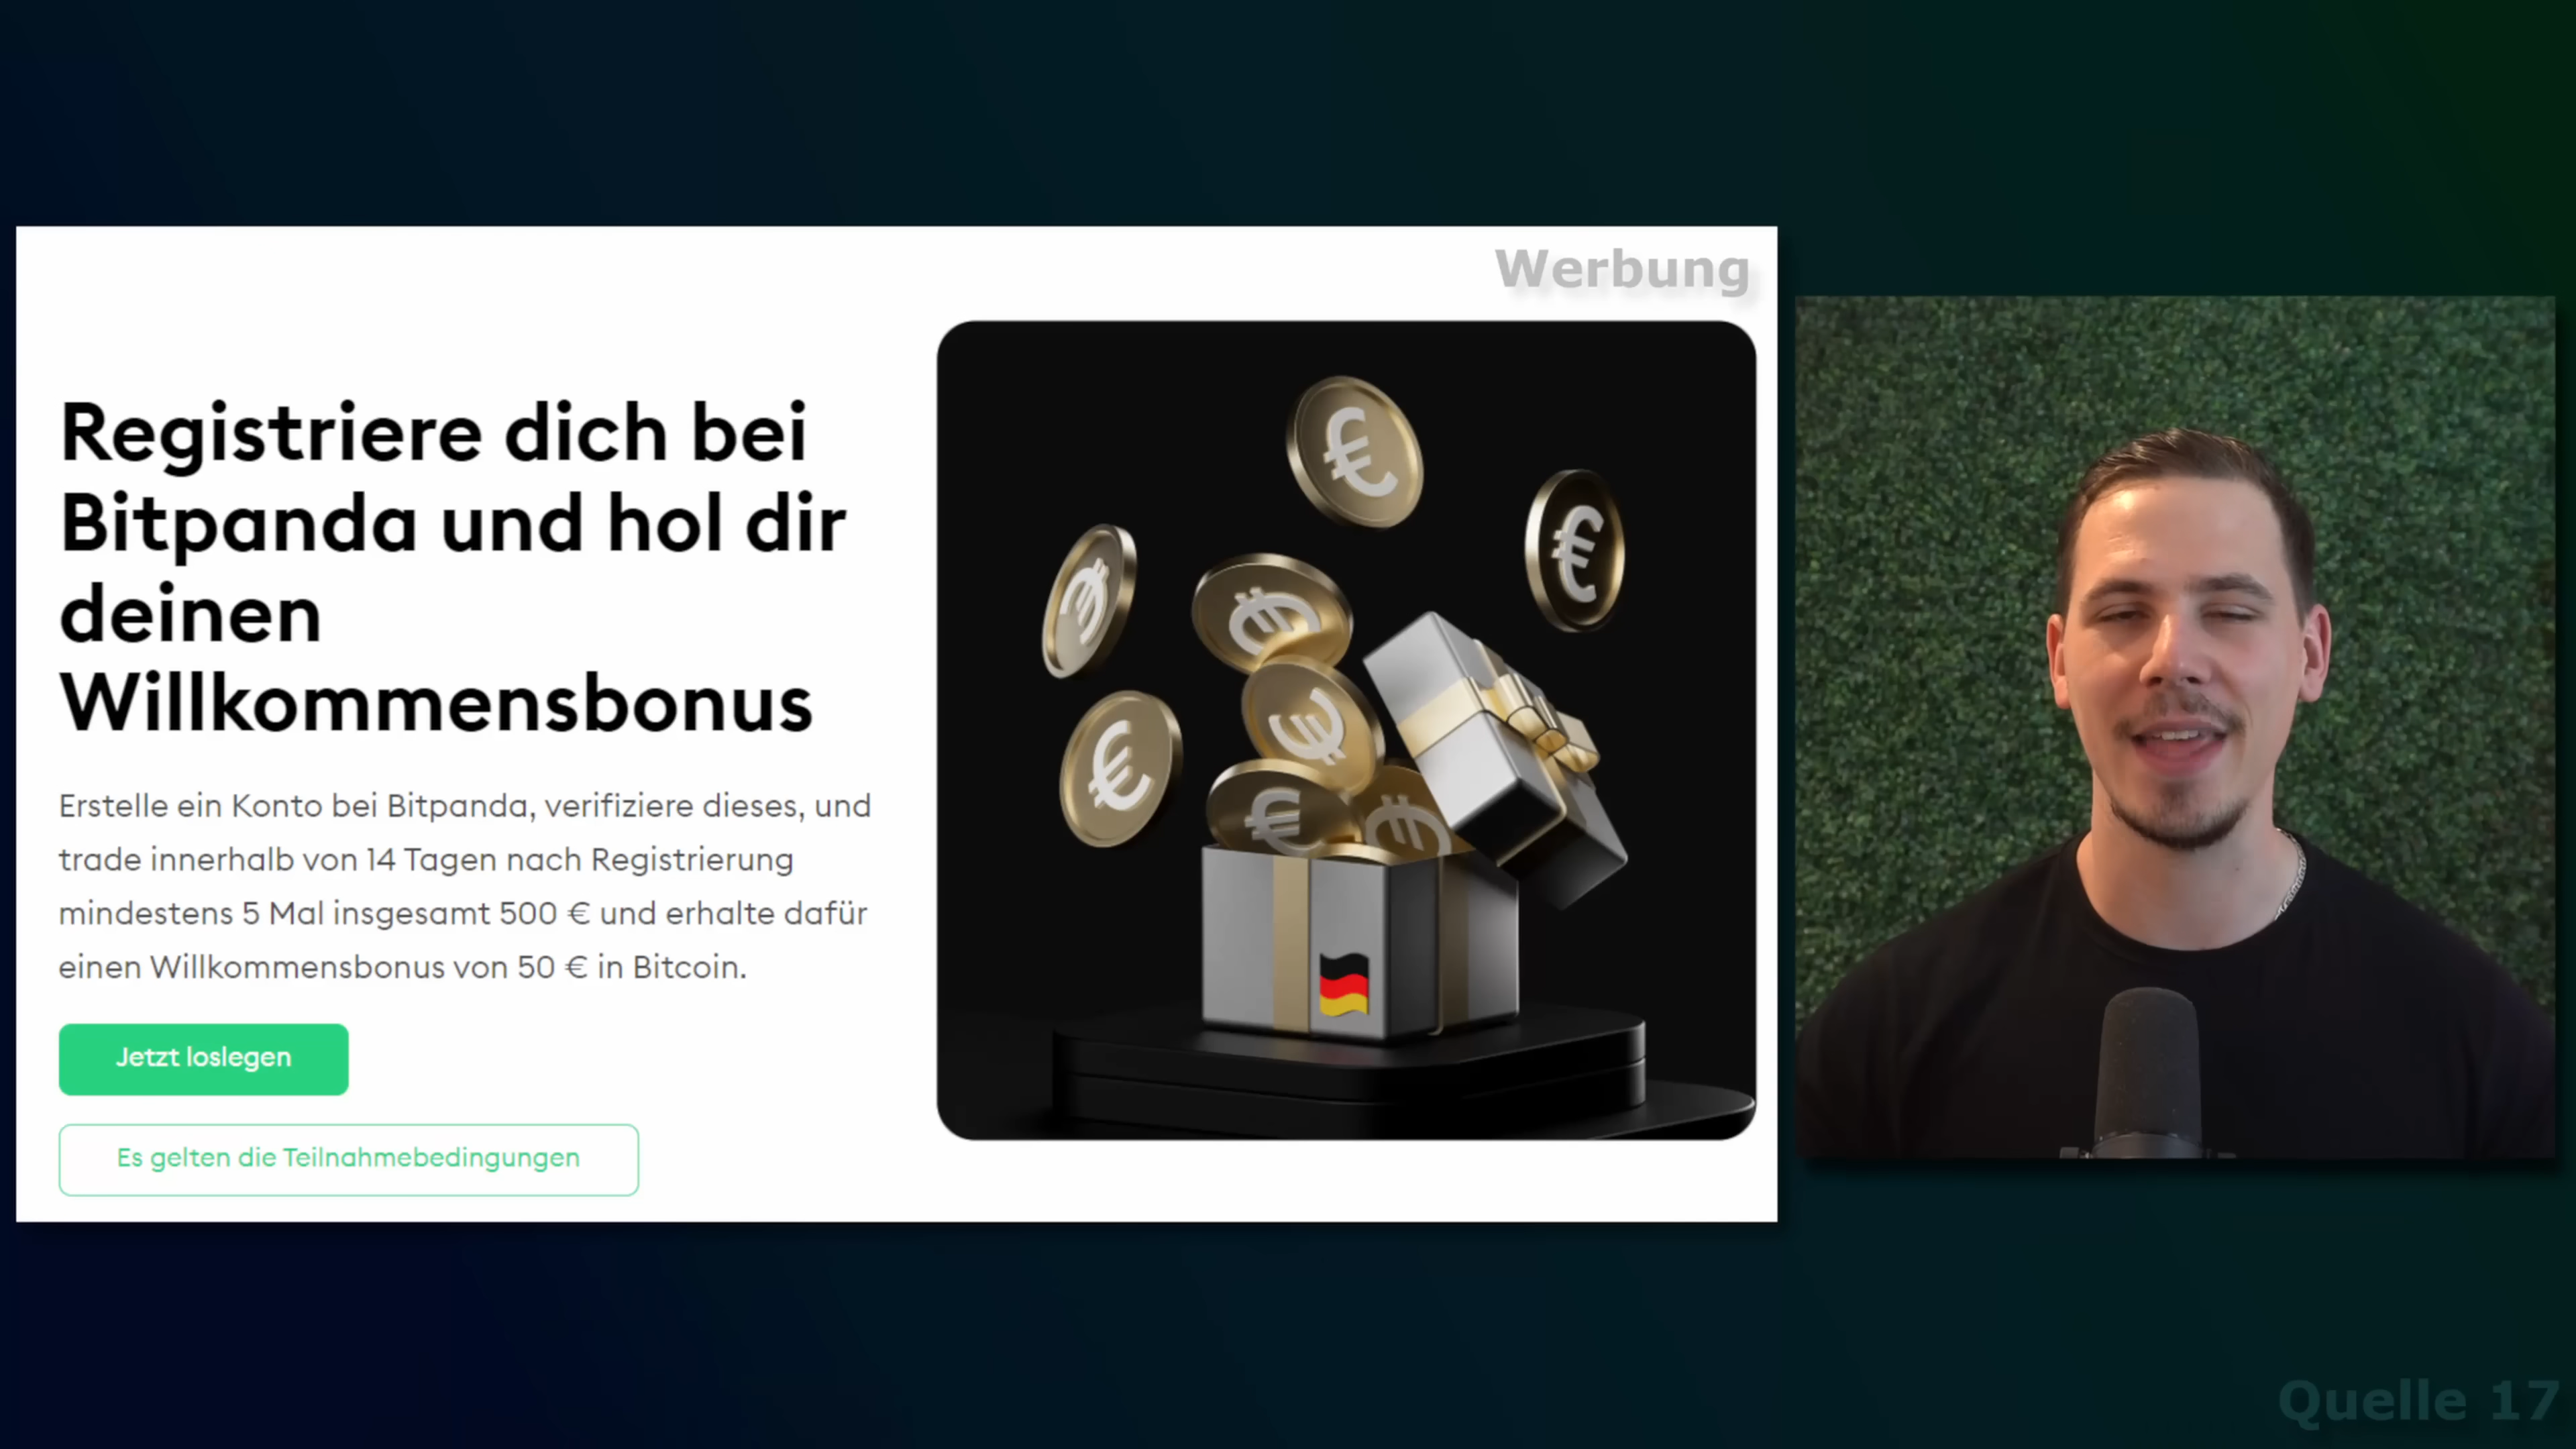 Werbung
Registriere dich bei
Bitpanda und hol dir
deinen
Willkommensbonus
Erstelle ein Konto bei Bitpanda, verifiziere dieses, und
trade innerhalb von 14 Tagen nach Registrierung
mindestens 5 Mal insgesamt 500 € und erhalte dafür
einen Willkommensbonus von 50 € in Bitcoin.
Jetzt loslegen
Es gelten die Teilnahmebedingungen
€
€
€
€
€
€
€
€
Quelle 17